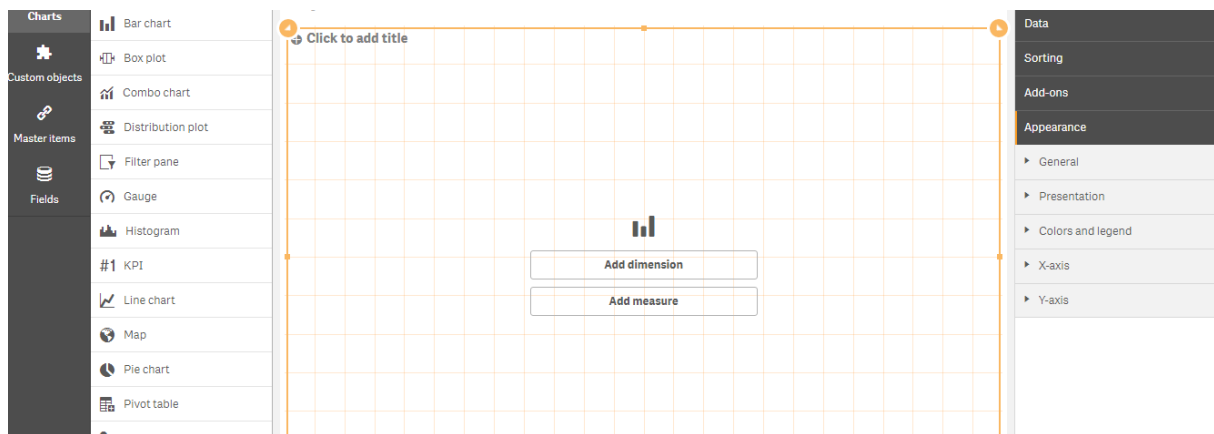 Charts
Custom objects
Master items
Fields
Bar chart
Box plot
Combo chart
Distribution plot
Filter pane
Gauge
Histogram
#1 KPI
Line chart
Map
Pie chart
Pivot table
Click to add title
Add dimension
Add measure
Data
Sorting
Add-ons
Appearance
General
Presentation
Colors and legend
X-axis
Y-axis